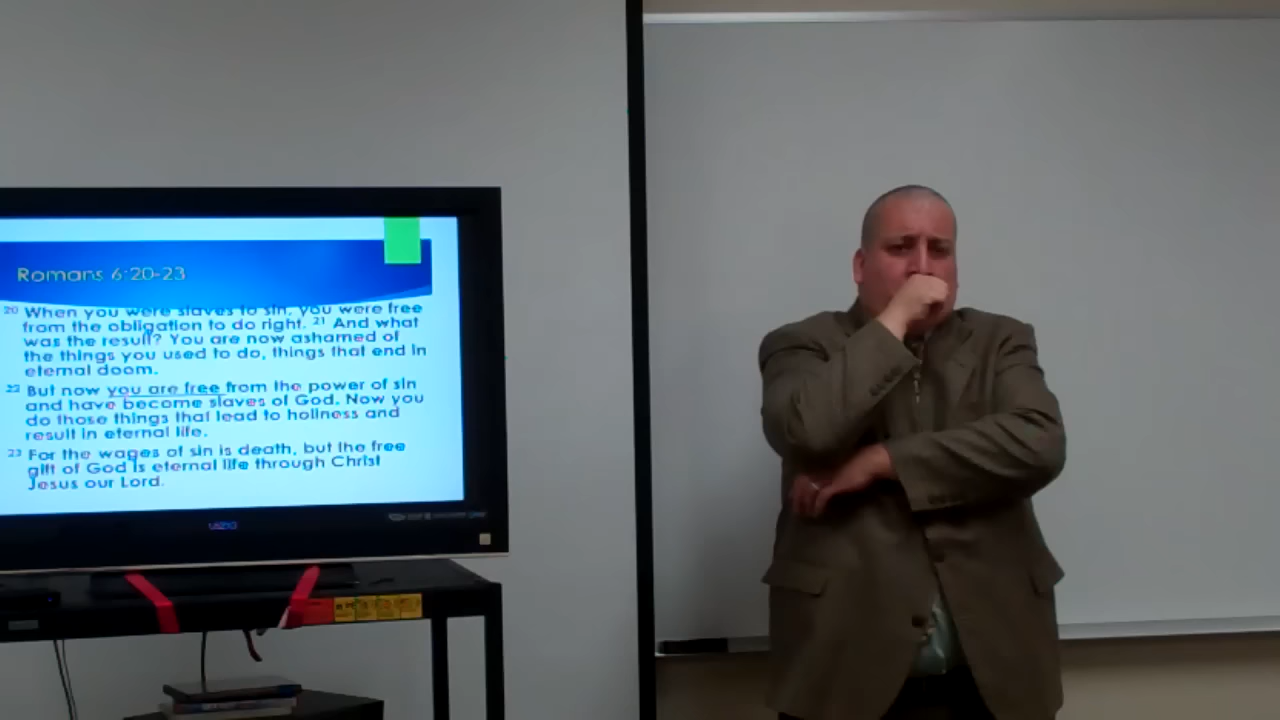 Romans 6:20-23
20 When you were slaves to sin, you were free
from the obligation to do right. 21 And what
was the result? You are now ashamed of
the things you used to do, things that end in
eternal doom.
22 But now you are free from the power of sin
and have become slaves of God. Now you
do those things that lead to holiness and
result in eternal life.
23 For the wages of sin is death, but the free
gift of God is eternal life through Christ
Jesus our Lord.
VIZIO